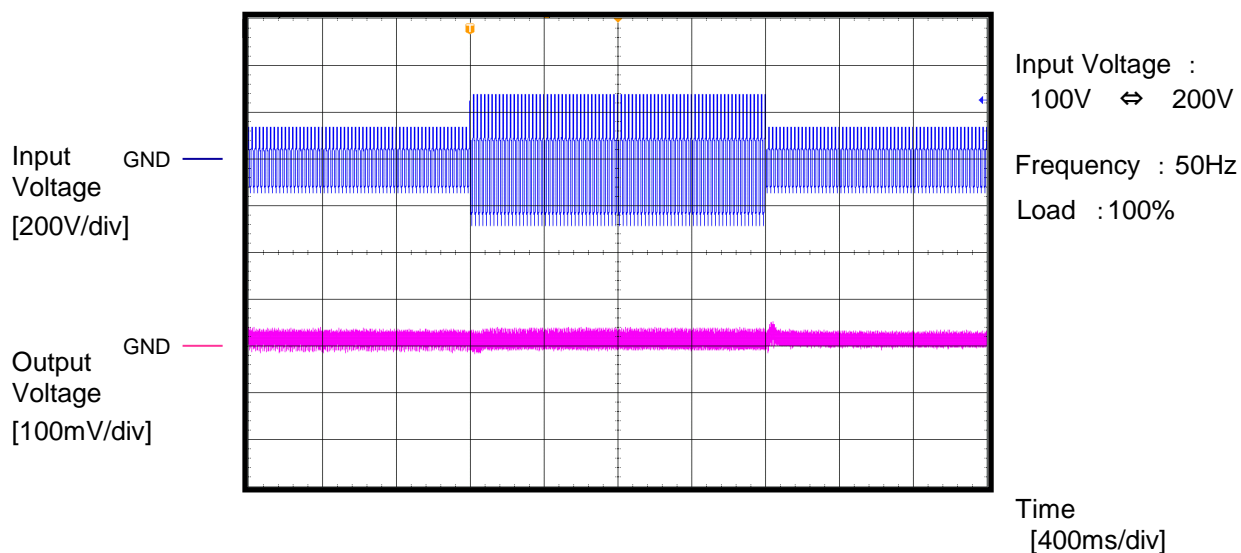 T
Input Voltage :
100V ⇔ 200V
Input
Voltage
[200V/div]
GND
Frequency : 50Hz
Load :100%
Output
Voltage
[100mV/div]
GND
Time
[400ms/div]